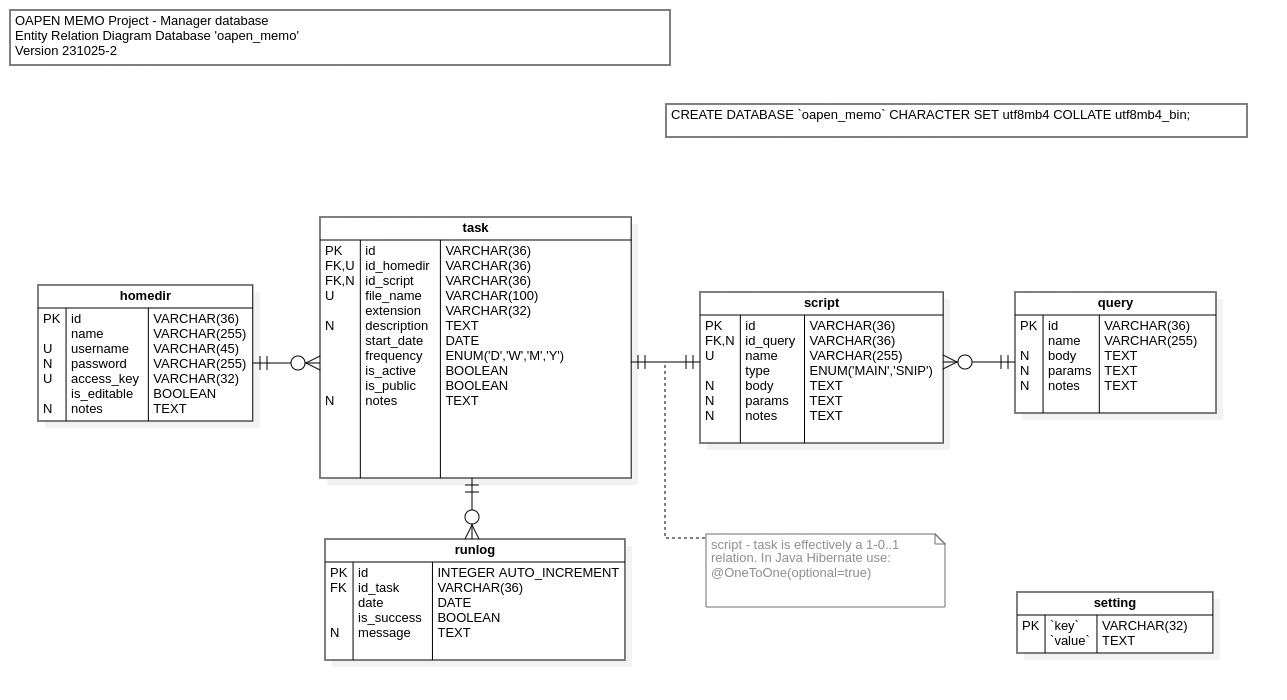 OAPEN MEMO Project - Manager database
Entity Relation Diagram Database 'oapen_memo'
Version 231025-2
CREATE DATABASE `oapen_memo` CHARACTER SET utf8mb4 COLLATE utf8mb4_bin;
task
PK id VARCHAR(36)
FK,U id_homedir VARCHAR(36)
FK,N id_script VARCHAR(36)
U file_name VARCHAR(100)
extension VARCHAR(32)
N description TEXT
start_date DATE
frequency ENUM('D','W','M','Y')
is_active BOOLEAN
is_public BOOLEAN
N notes TEXT
homedir
PK id VARCHAR(36)
name VARCHAR(255)
U username VARCHAR(45)
N password VARCHAR(255)
U access_key VARCHAR(32)
is_editable BOOLEAN
N notes TEXT
script
PK id VARCHAR(36)
FK,N id_query VARCHAR(36)
U name VARCHAR(255)
type ENUM('MAIN','SNIP')
N body TEXT
N params TEXT
N notes TEXT
query
PK id VARCHAR(36)
name VARCHAR(255)
N body TEXT
N params TEXT
N notes TEXT
runlog
PK id INTEGER AUTO_INCREMENT
FK id_task VARCHAR(36)
date DATE
is_success BOOLEAN
N message TEXT
script - task is effectively a 1-0..1
relation. In Java Hibernate use:
@OneToOne(optional=true)
setting
PK `key` VARCHAR(32)
`value` TEXT